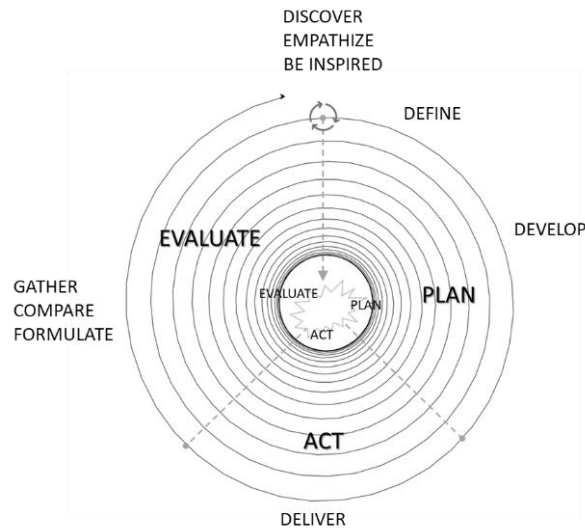 DISCOVER
EMPATHIZE
BE INSPIRED
DEFINE
DEVELOP
EVALUATE
PLAN
EVALUATE
PLAN
ACT
GATHER
COMPARE
FORMULATE
ACT
DELIVER